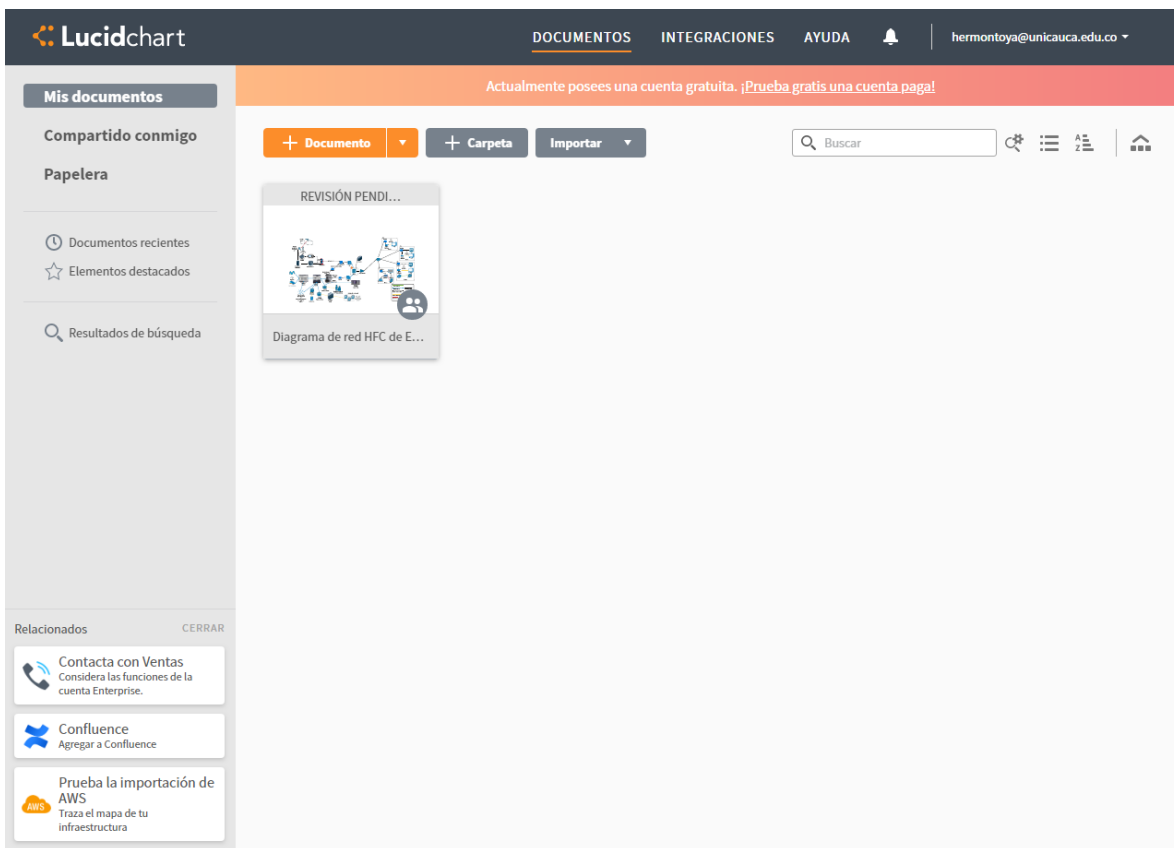 Lucidchart
DOCUMENTOS INTEGRACIONES AYUDA hermontoya@unicauca.edu.co
Actualmente posees una cuenta gratuita. ¡Prueba gratis una cuenta paga!
Mis documentos
Compartido conmigo
Papelera
Documentos recientes
Elementos destacados
Resultados de búsqueda
+ Documento + Carpeta Importar Buscar
REVISIÓN PENDI...
Diagrama de red HFC de E...
Relacionados CERRAR
Contacta con Ventas
Considera las funciones de la
cuenta Enterprise.
Confluence
Agregar a Confluence
AWS
Prueba la importación de
AWS
Traza el mapa de tu
infraestructura